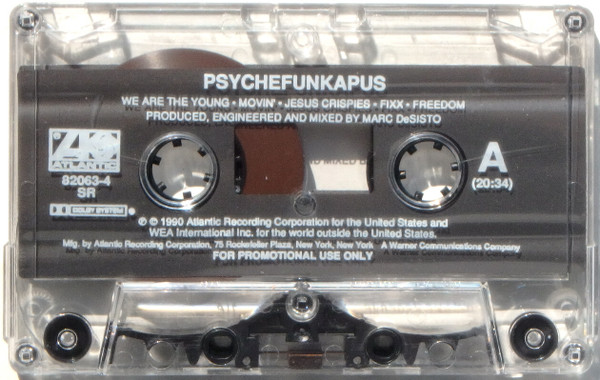 PSYCHEFUNKAPUS
WE ARE THE YOUNG • MOVIN' • JESUS CRISPIES • FIXX • FREEDOM
PRODUCED, ENGINEERED AND MIXED BY MARC DeSISTO
ATLANTIC
82063-4
SR
DOLBY SYSTEM
A
(20:34)
℗ © 1990 Atlantic Recording Corporation for the United States and
WEA International Inc. for the world outside the United States.
Mfg. by Atlantic Recording Corporation, 75 Rockefeller Plaza, New York, New York A Warner Communications Company
FOR PROMOTIONAL USE ONLY